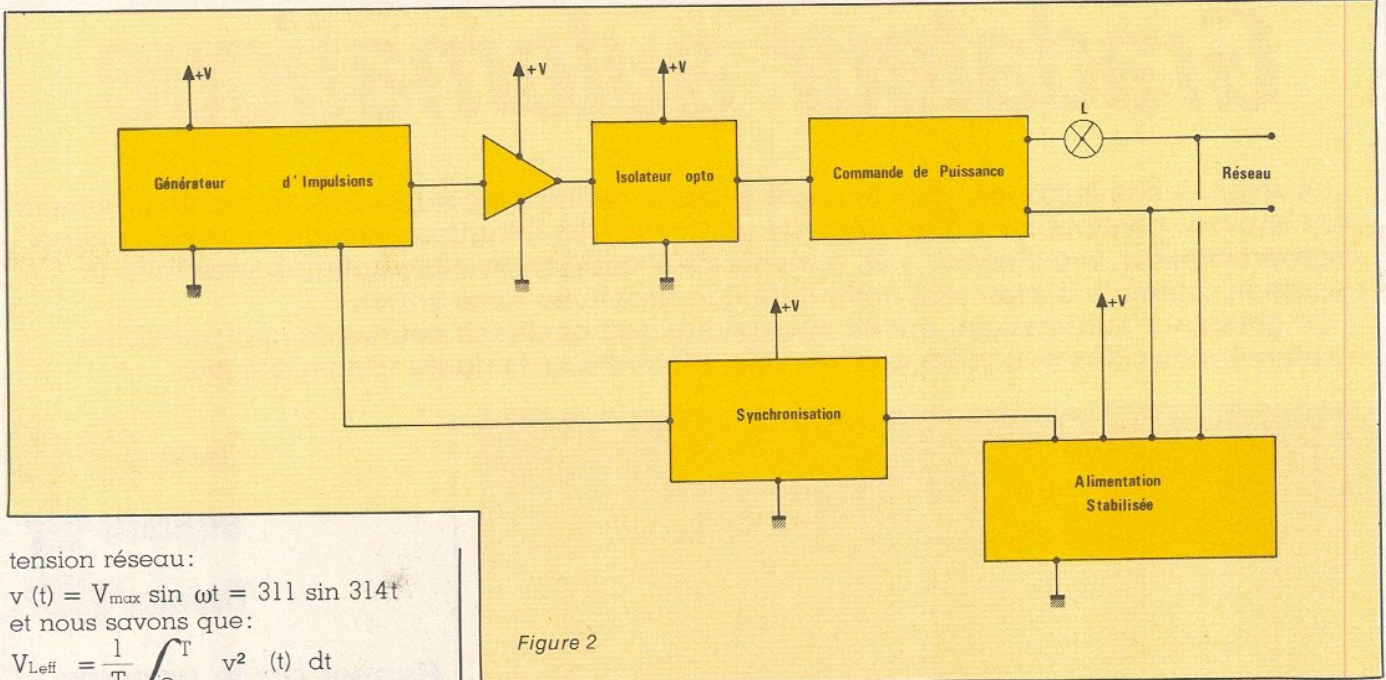 +V
+V
+V
L
Générateur d'Impulsions
Isolateur opto
Commande de Puissance
Réseau
+V
+V
Synchronisation
Alimentation
Stabilisée
tension réseau:
v (t) = Vmax sin ωt = 311 sin 314t
et nous savons que:
VLeff = 1/T ∫ T v² (t) dt
Figure 2